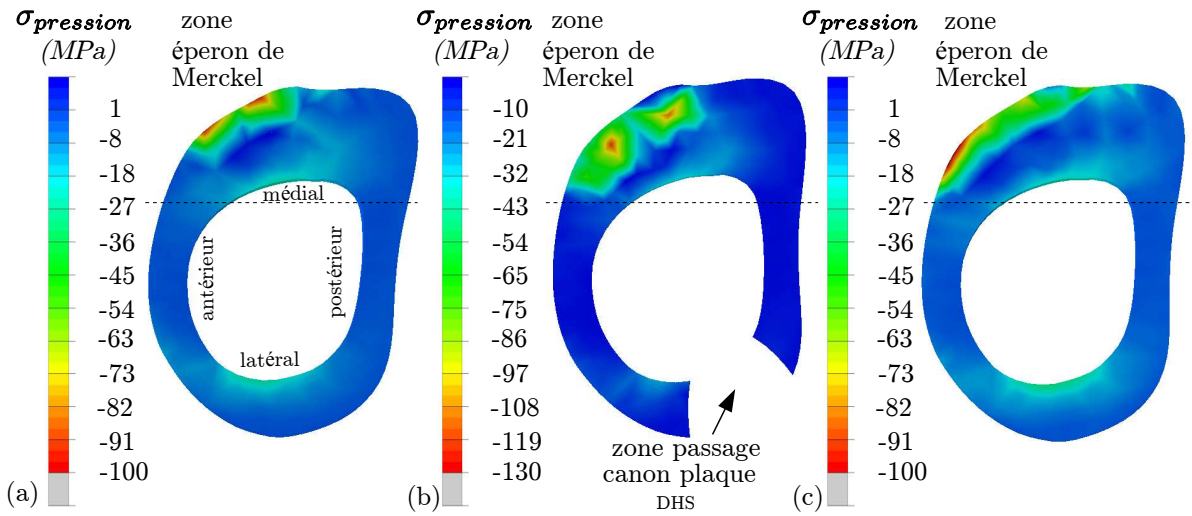 σpression
(MPa)
zone
éperon de
Merckel
1
-8
-18
-27
-36
-45
-54
-63
-73
-82
-91
-100
médial
antérieur
postérieur
latéral
(a)
σpression
(MPa)
zone
éperon de
Merckel
-10
-21
-32
-43
-54
-65
-75
-86
-97
-108
-119
-130
zone passage
canon plaque
DHS
(b)
σpression
(MPa)
zone
éperon de
Merckel
1
-8
-18
-27
-36
-45
-54
-63
-73
-82
-91
-100
(c)